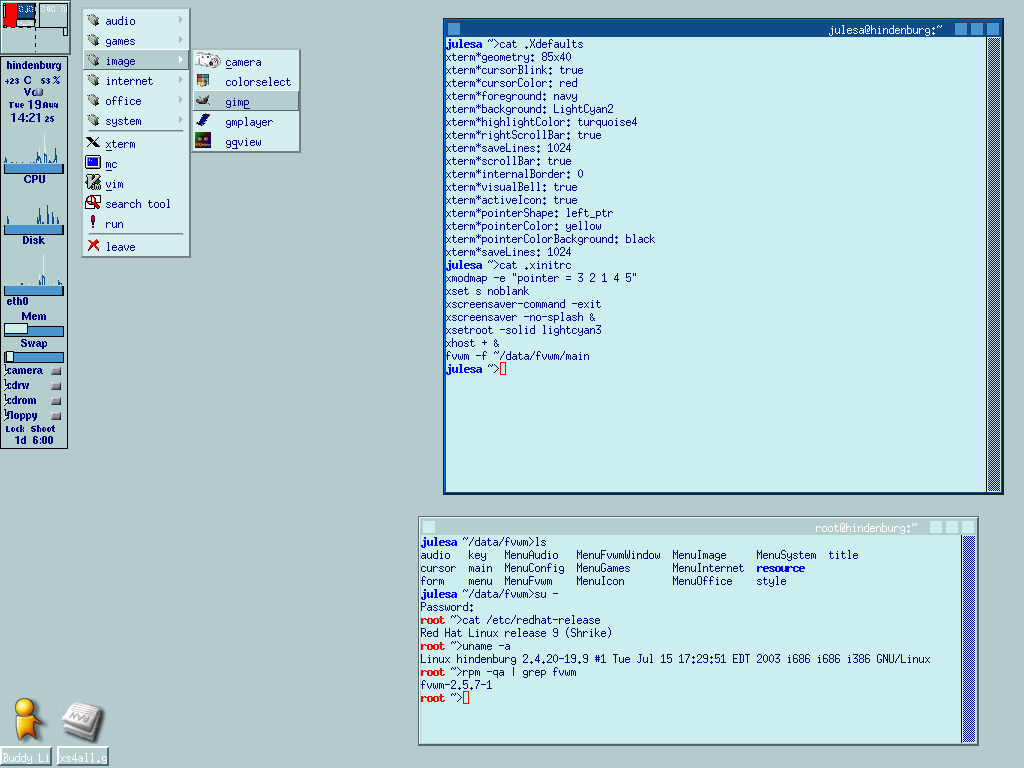 hindenburg
+23 C 53 %
Tue 19 Aug
14:21 25
CPU
Disk
eth0
Mem
Swap
camera
cdrw
cdrom
floppy
Lock Shoot
1d 6:00
audio
games
image
internet
office
system
xterm
mc
vim
search tool
run
leave
camera
colorselect
gimp
gmplayer
gqview
julesa@hindenburg:~
julesa ~>cat .Xdefaults
xterm*geometry: 85x40
xterm*cursorBlink: true
xterm*cursorColor: red
xterm*foreground: navy
xterm*background: LightCyan2
xterm*highlightColor: turquoise4
xterm*rightScrollBar: true
xterm*saveLines: 1024
xterm*scrollBar: true
xterm*internalBorder: 0
xterm*visualBell: true
xterm*activeIcon: true
xterm*pointerShape: left_ptr
xterm*pointerColor: yellow
xterm*pointerColorBackground: black
xterm*saveLines: 1024
julesa ~>cat .xinitrc
xmodmap -e "pointer = 3 2 1 4 5"
xset s noblank
xscreensaver-command -exit
xscreensaver -no-splash &
xsetroot -solid lightcyan3
xhost + &
fvwm -f ~/data/fvwm/main
julesa ~>
root@hindenburg:~
julesa ~/data/fvwm>ls
audio key MenuAudio MenuFvwmWindow MenuImage MenuSystem title
cursor main MenuConfig MenuGames MenuInternet resource
form menu MenuFvwm MenuIcon MenuOffice style
julesa ~/data/fvwm>su -
Password:
root ~>cat /etc/redhat-release
Red Hat Linux release 9 (Shrike)
root ~>uname -a
Linux hindenburg 2.4.20-19.9 #1 Tue Jul 15 17:29:51 EDT 2003 i686 i686 i386 GNU/Linux
root ~>rpm -qa | grep fvwm
fvwm-2.5.7-1
root ~>
Buddy Li
xs4all.g